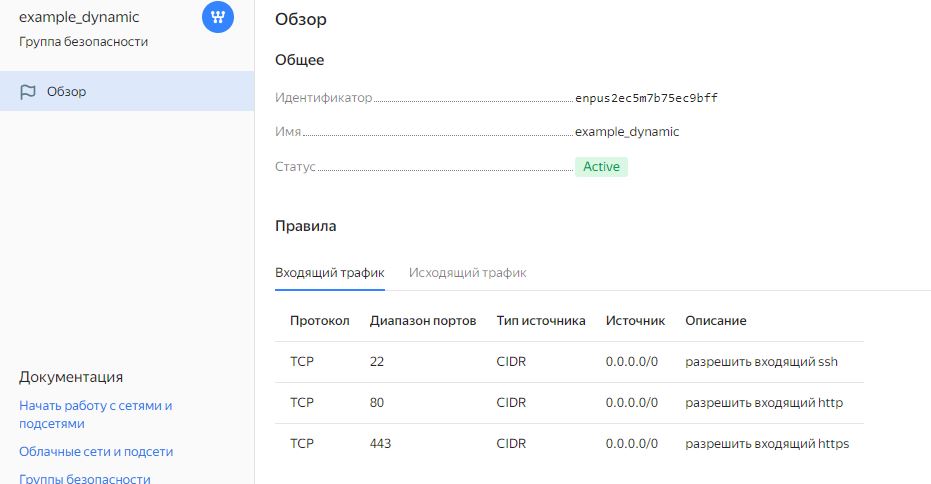 example_dynamic
Группа безопасности
Обзор
Документация
Начать работу с сетями и
подсетями
Облачные сети и подсети
Группы безопасности
Обзор
Общее
Идентификатор enpus2ec5m7b75ec9bff
Имя example_dynamic
Статус Active
Правила
Входящий трафик Исходящий трафик
Протокол Диапазон портов Тип источника Источник Описание
TCP 22 CIDR 0.0.0.0/0 разрешить входящий ssh
TCP 80 CIDR 0.0.0.0/0 разрешить входящий http
TCP 443 CIDR 0.0.0.0/0 разрешить входящий https